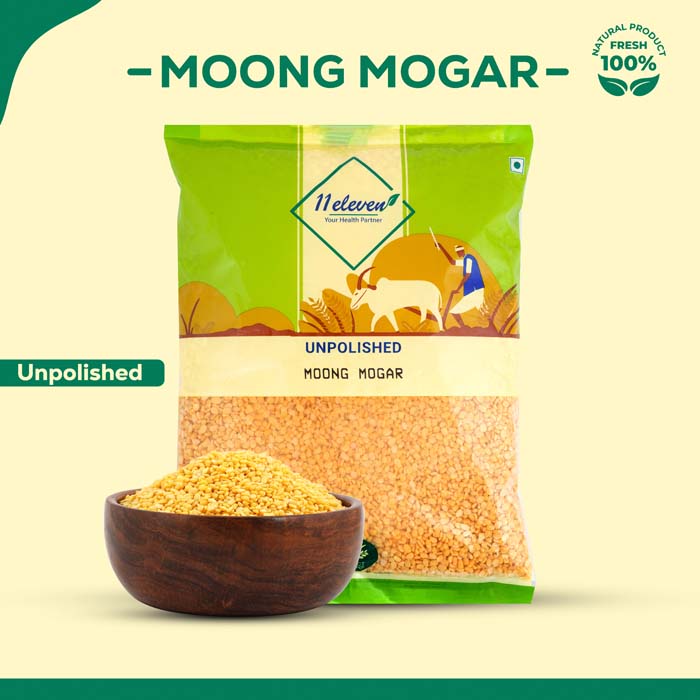 -MOONG MOGAR-
NATURAL PRODUCT
FRESH
100%
11eleven
Your Health Partner
UNPOLISHED
MOONG MOGAR
Unpolished